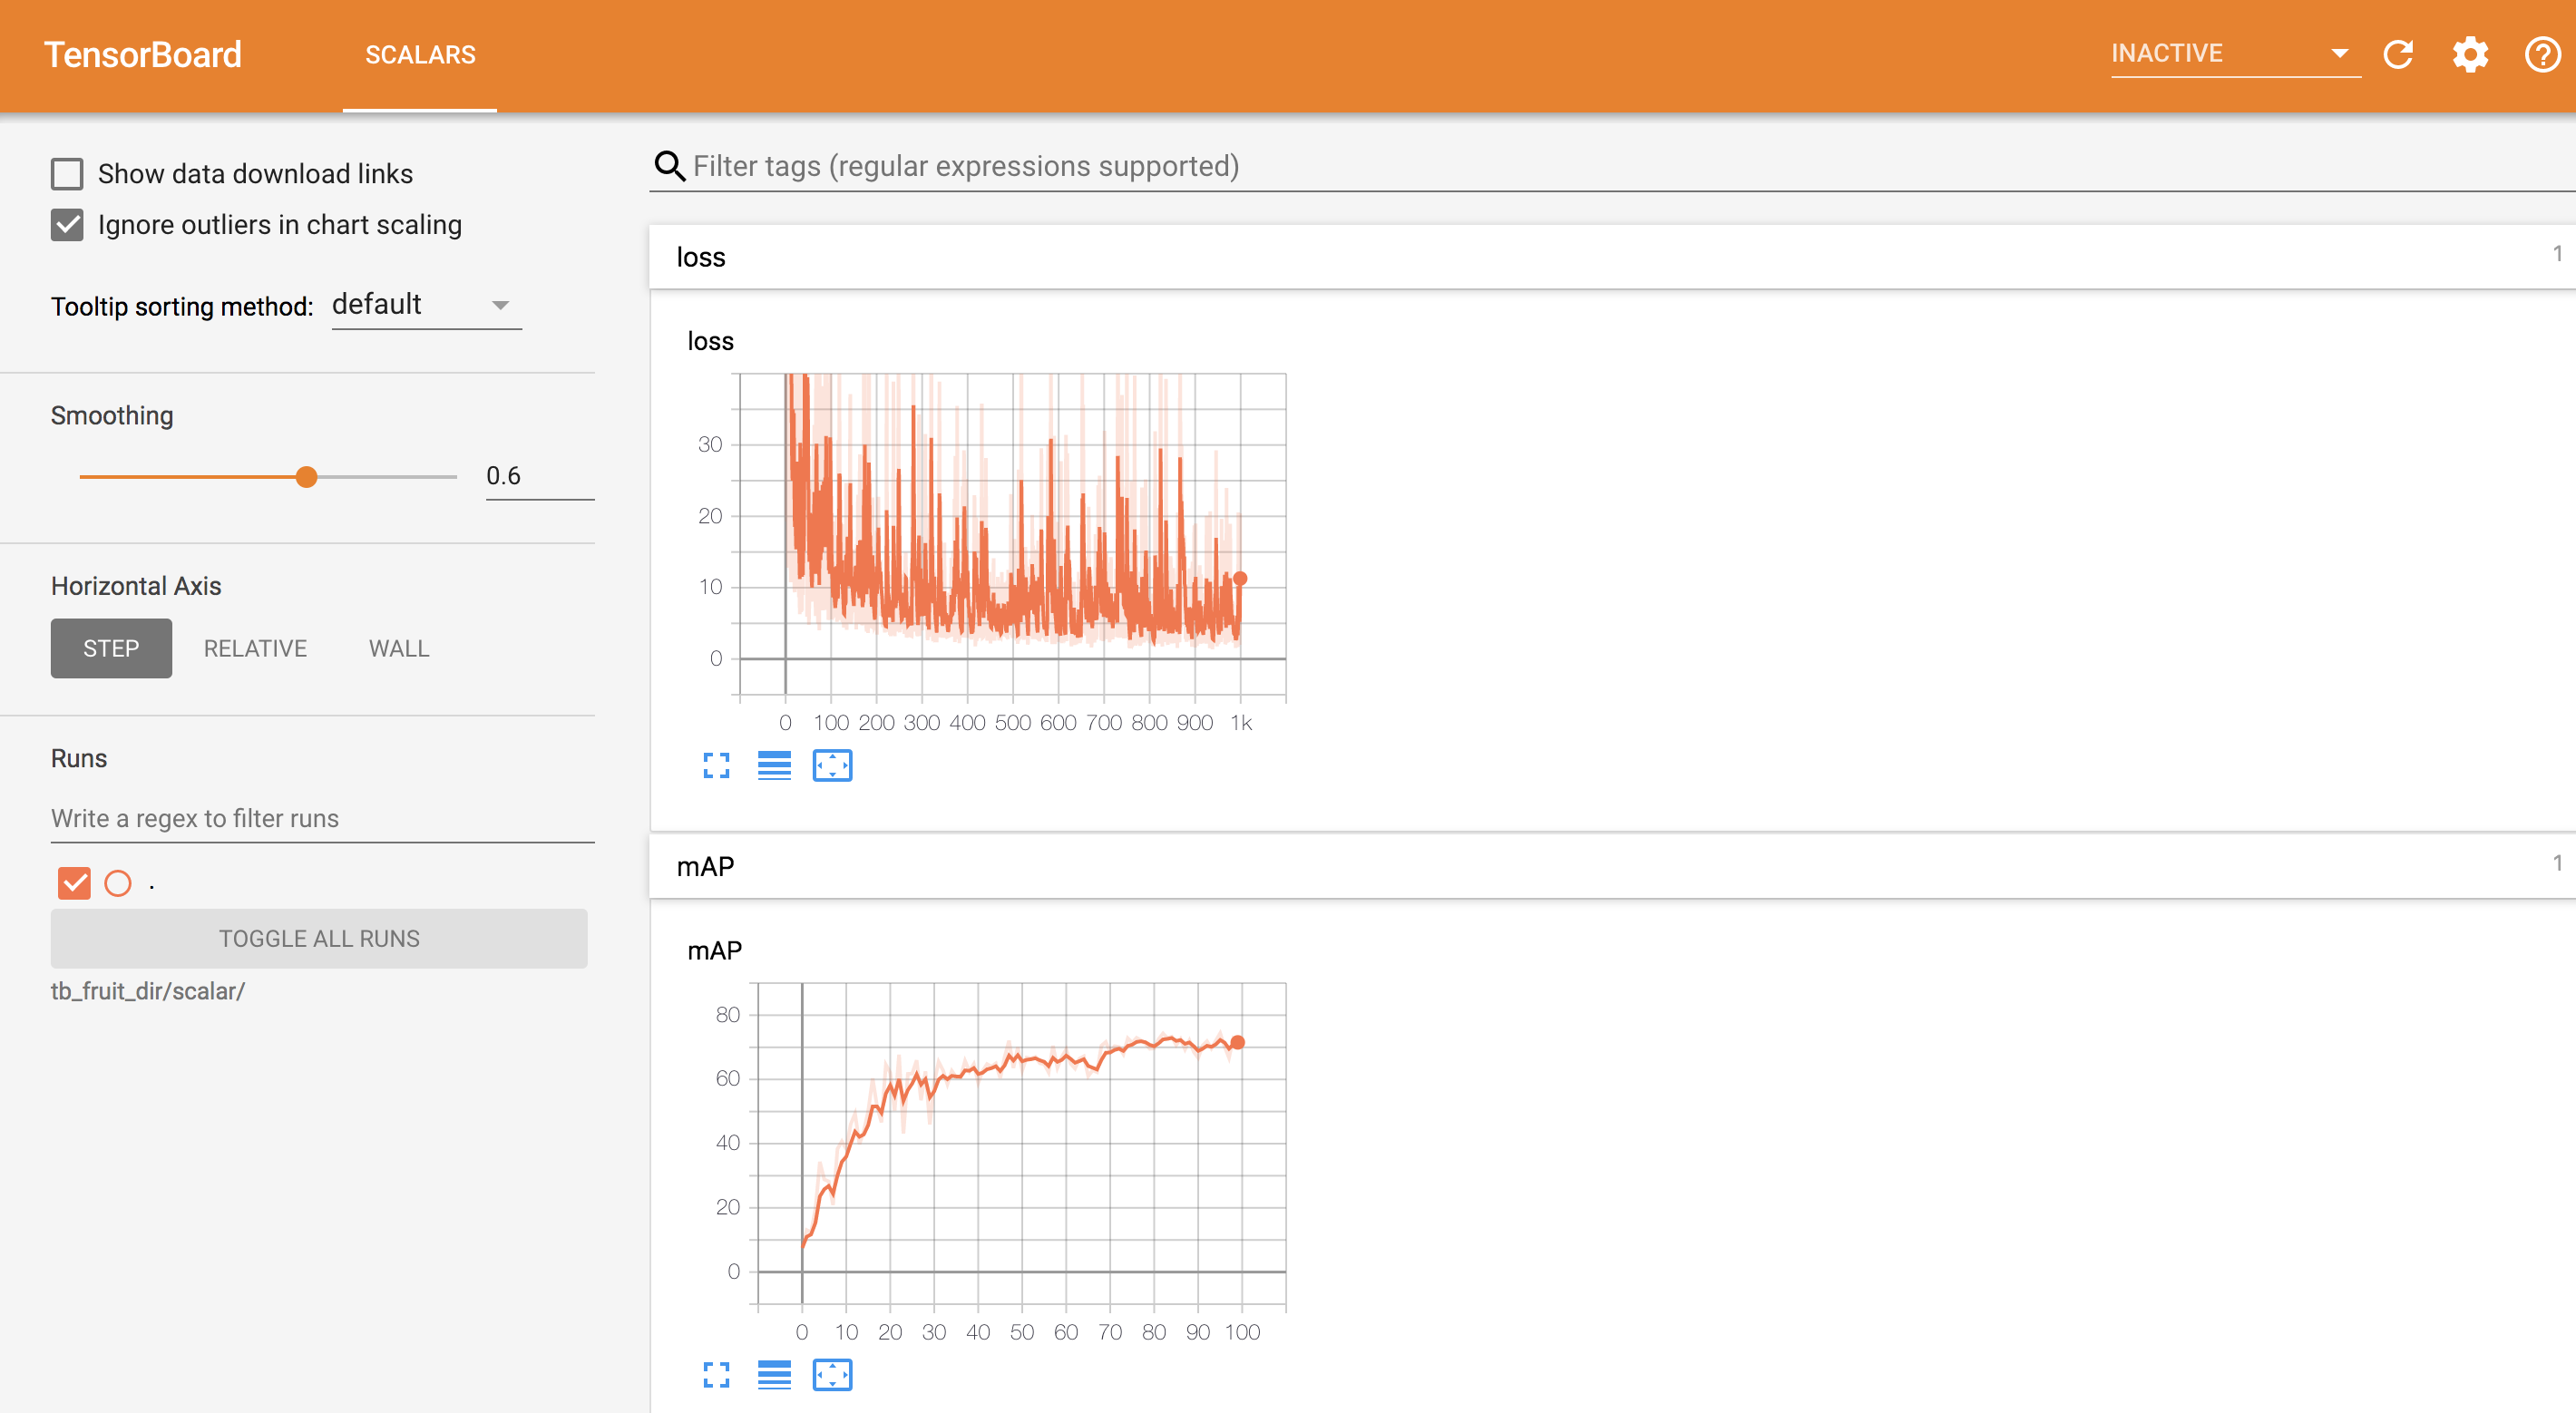 TensorBoard SCALARS INACTIVE
Show data download links
Ignore outliers in chart scaling
Tooltip sorting method: default
Smoothing
0.6
Horizontal Axis
STEP RELATIVE WALL
Runs
Write a regex to filter runs
.
TOGGLE ALL RUNS
tb_fruit_dir/scalar/
Filter tags (regular expressions supported)
loss 1
loss
30
20
10
0
0 100 200 300 400 500 600 700 800 900 1k
mAP 1
mAP
80
60
40
20
0
0 10 20 30 40 50 60 70 80 90 100